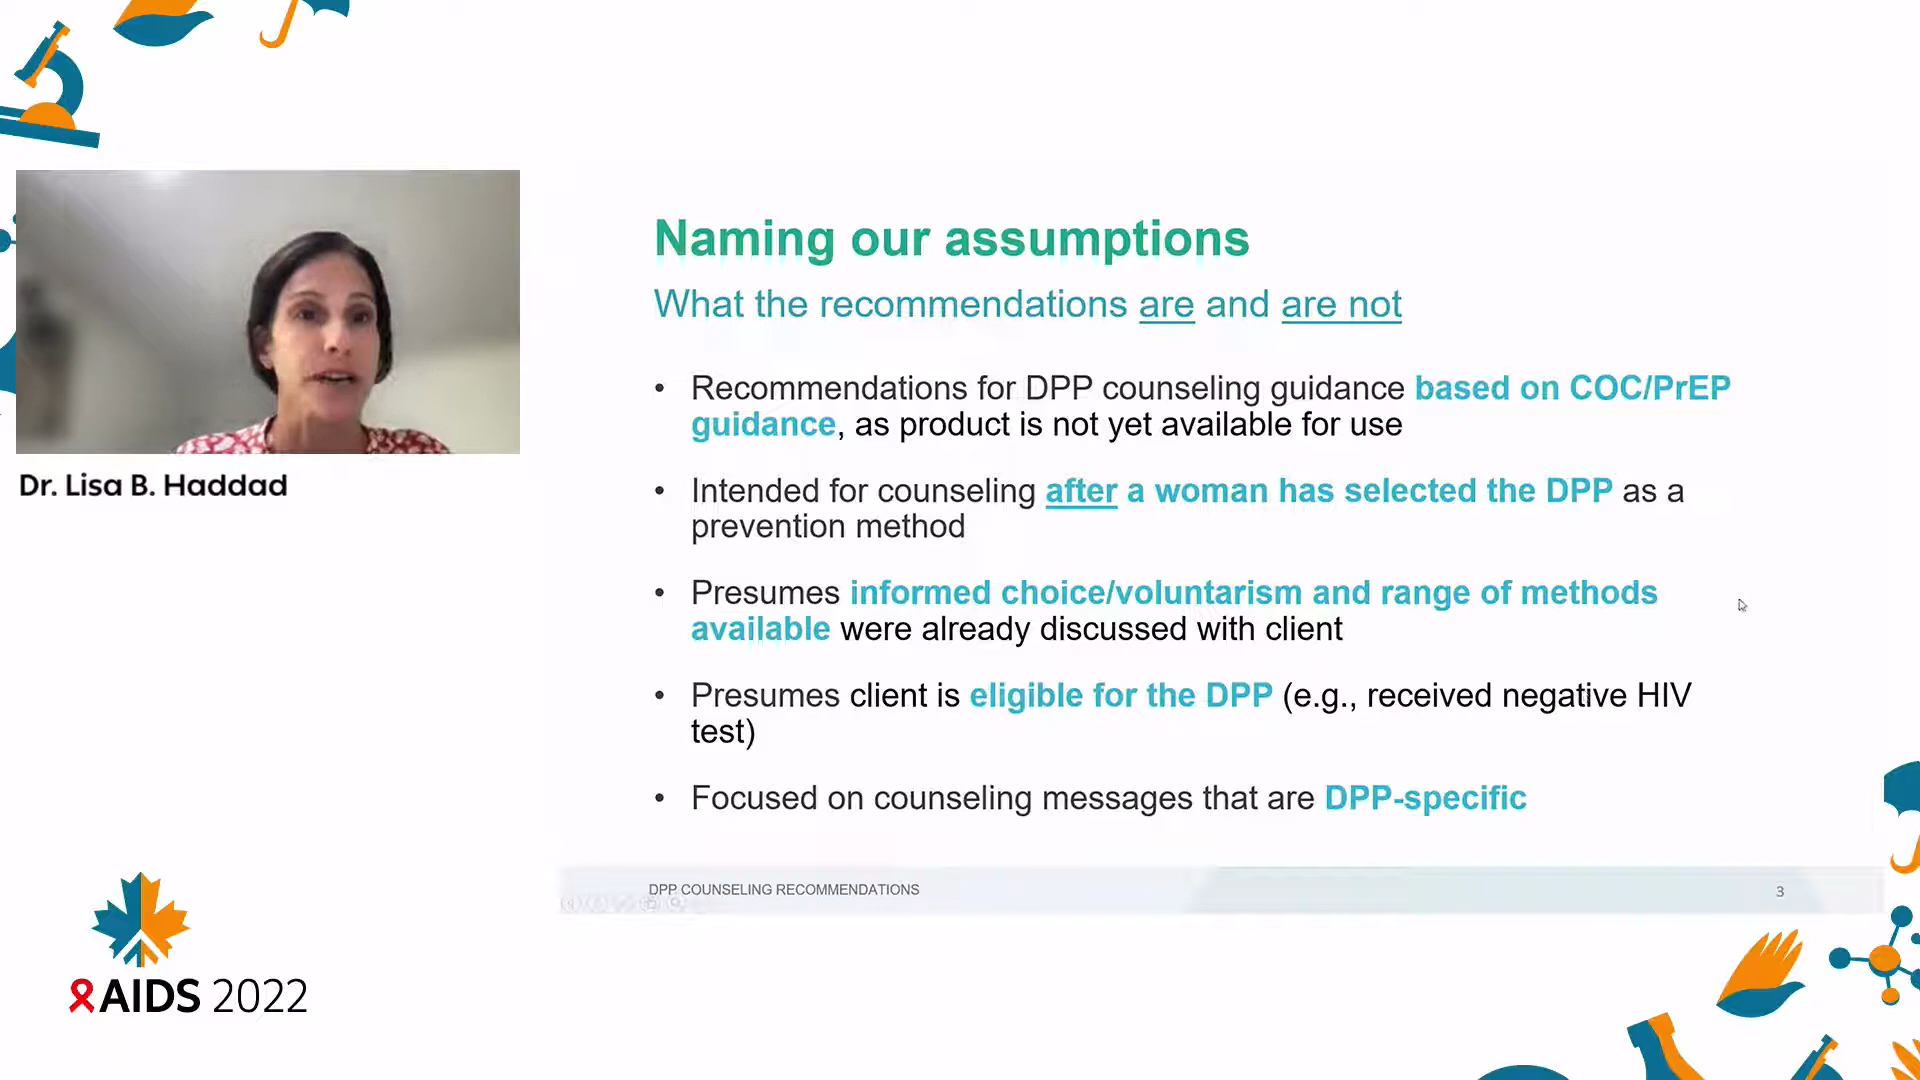 Naming our assumptions
What the recommendations are and are not
• Recommendations for DPP counseling guidance based on COC/PrEP
guidance, as product is not yet available for use
• Intended for counseling after a woman has selected the DPP as a
prevention method
• Presumes informed choice/voluntarism and range of methods
available were already discussed with client
• Presumes client is eligible for the DPP (e.g., received negative HIV
test)
• Focused on counseling messages that are DPP-specific
DPP COUNSELING RECOMMENDATIONS
3
Dr. Lisa B. Haddad
AIDS 2022